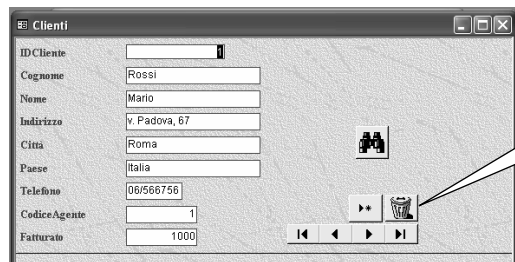 Clienti
IDCliente 1
Cognome Rossi
Nome Mario
Indirizzo v. Padova, 67
Città Roma
Paese Italia
Telefono 06/566756
CodiceAgente 1
Fatturato 1000